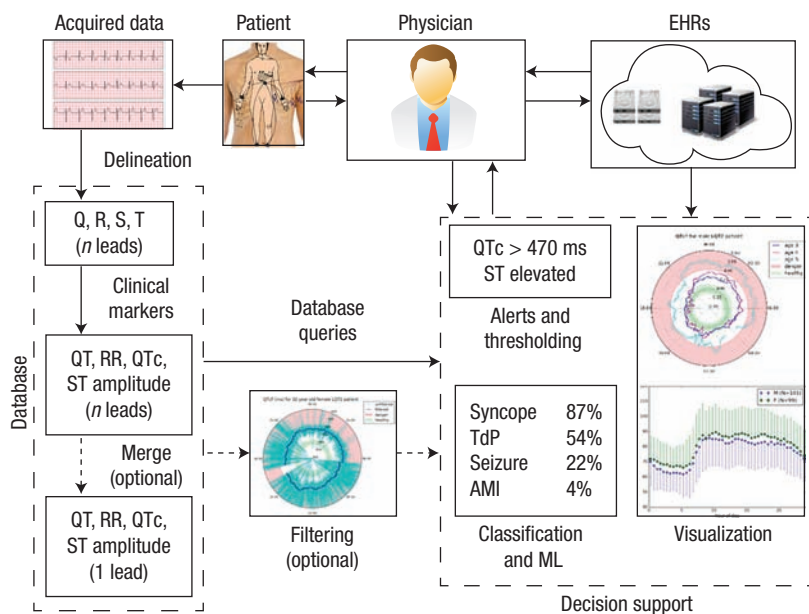 Acquired data
Patient
Physician
EHRs
Delineation
Q, R, S, T
(n leads)
Clinical
markers
QT, RR, QTc,
ST amplitude
(n leads)
Merge
(optional)
QT, RR, QTc,
ST amplitude
(1 lead)
Database
Database
queries
Filtering
(optional)
QTc > 470 ms
ST elevated
Alerts and
thresholding
Syncope 87%
TdP 54%
Seizure 22%
AMI 4%
Classification
and ML
Visualization
Decision support